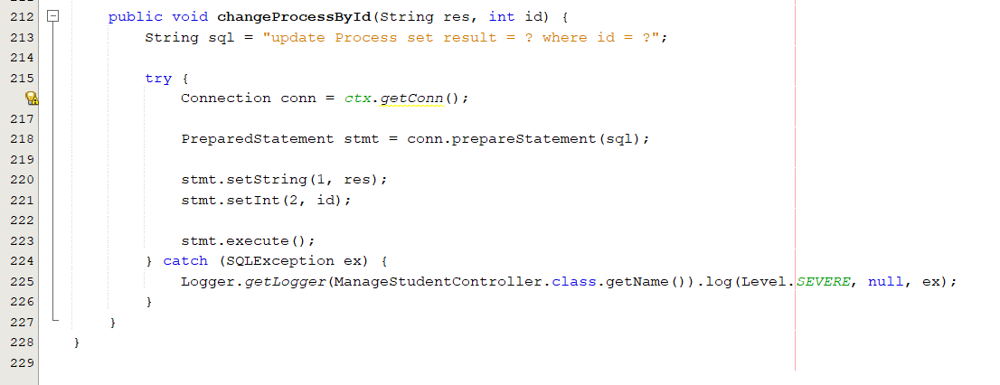 212 public void changeProcessById(String res, int id) {
213 String sql = "update Process set result = ? where id = ?";
214
215 try {
Connection conn = ctx.getConn();
217
218 PreparedStatement stmt = conn.prepareStatement(sql);
219
220 stmt.setString(1, res);
221 stmt.setInt(2, id);
222
223 stmt.execute();
224 } catch (SQLException ex) {
225 Logger.getLogger(ManageStudentController.class.getName()).log(Level.SEVERE, null, ex);
226 }
227 }
228 }
229